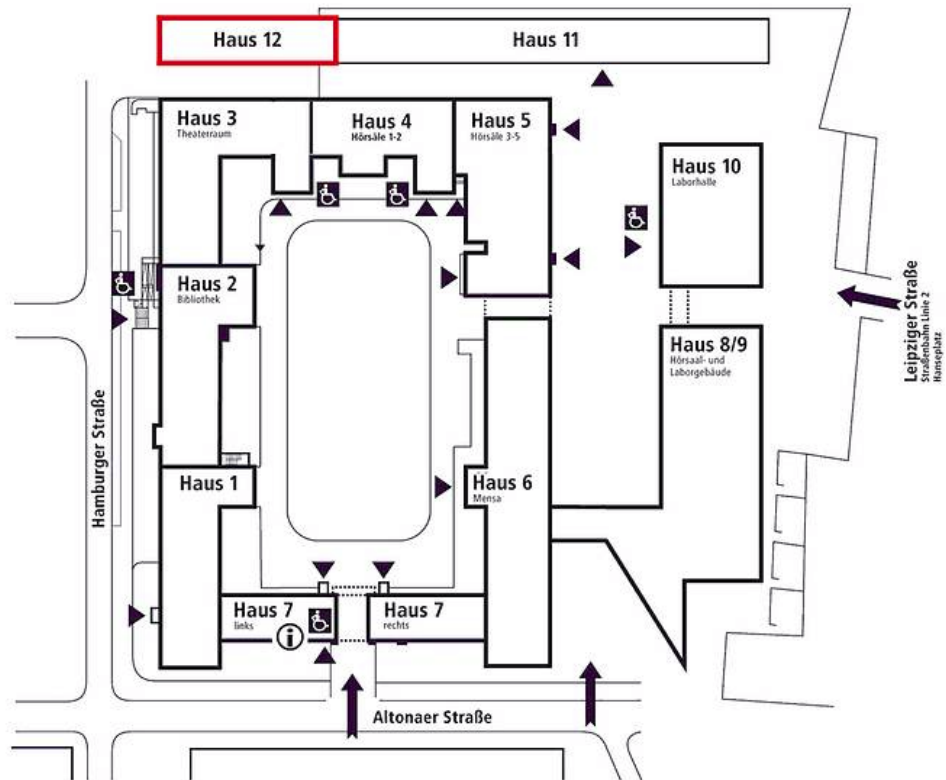 Haus 12
Haus 11
Haus 3
Theaterraum
Haus 4
Hörsäle 1-2
Haus 5
Hörsäle 3-5
Haus 10
Laborhalle
Haus 2
Bibliothek
Leipziger Straße
Straßenbahn Linie 2
Hanseplatz
Haus 8/9
Hörsaal- und
Laborgebäude
Hamburger Straße
Haus 1
Haus 6
Mensa
Haus 7
links
i
Haus 7
rechts
Altonaer Straße